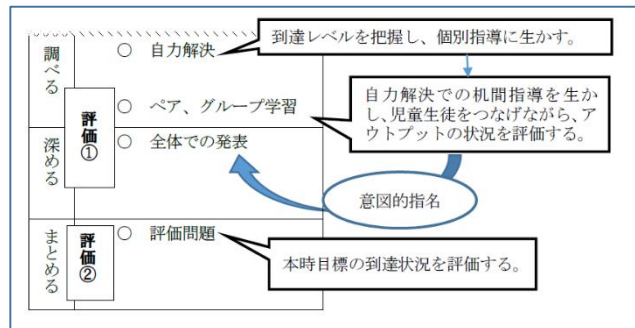 調べる
○ 自力解決
到達レベルを把握し、個別指導に生かす。
○ ペア、グループ学習
自力解決での机間指導を生か
し、児童生徒をつなげながら、ア
ウトプットの状況を評価する。
評価①
深める
○ 全体での発表
意図的指名
まとめる
評価②
○ 評価問題
本時目標の到達状況を評価する。